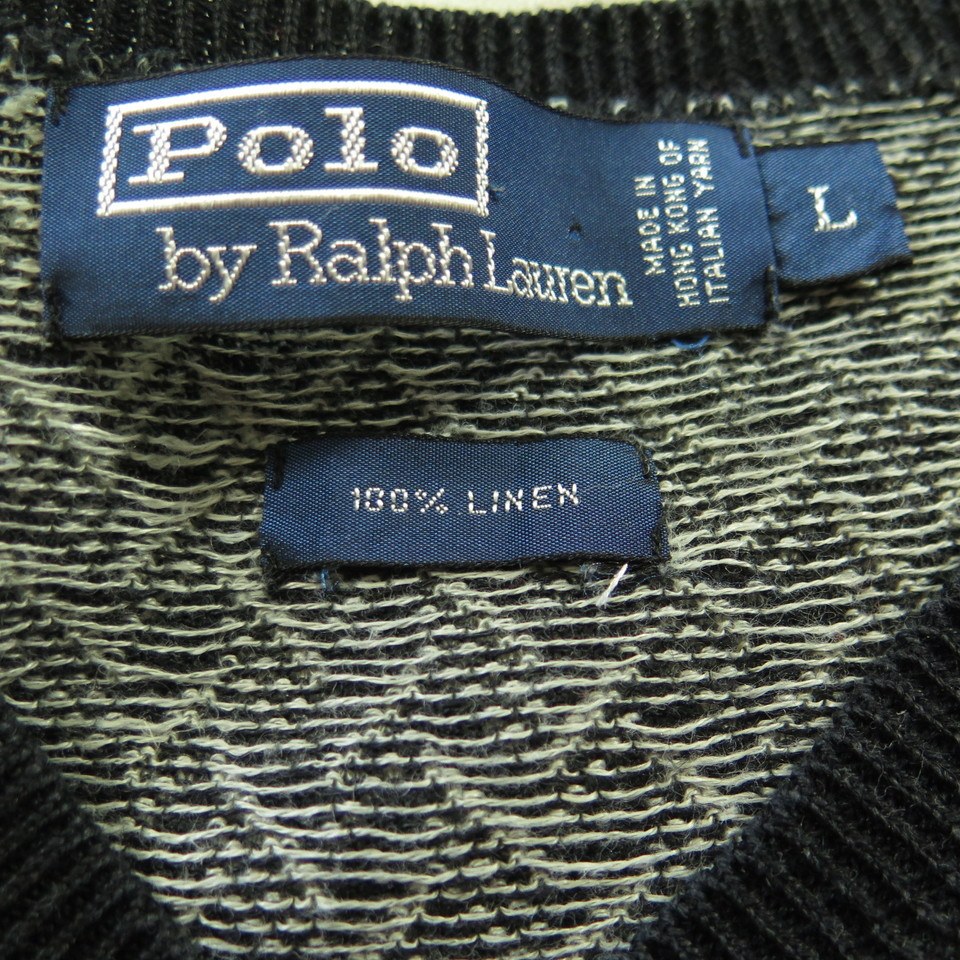 Polo
by Ralph Lauren
MADE IN
HONG KONG OF
ITALIAN YARN
L
100% LINEN